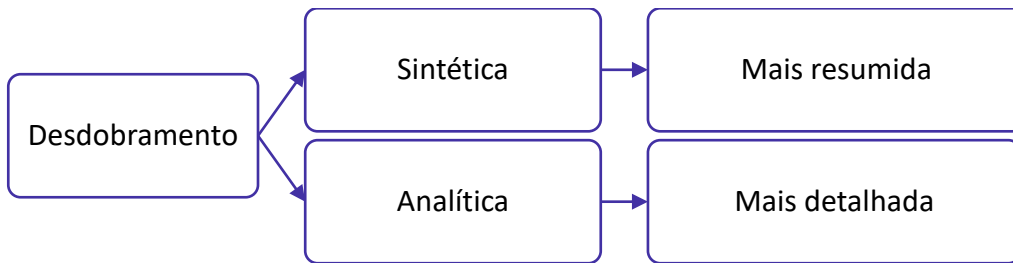 Desdobramento
Sintética
Mais resumida
Analítica
Mais detalhada